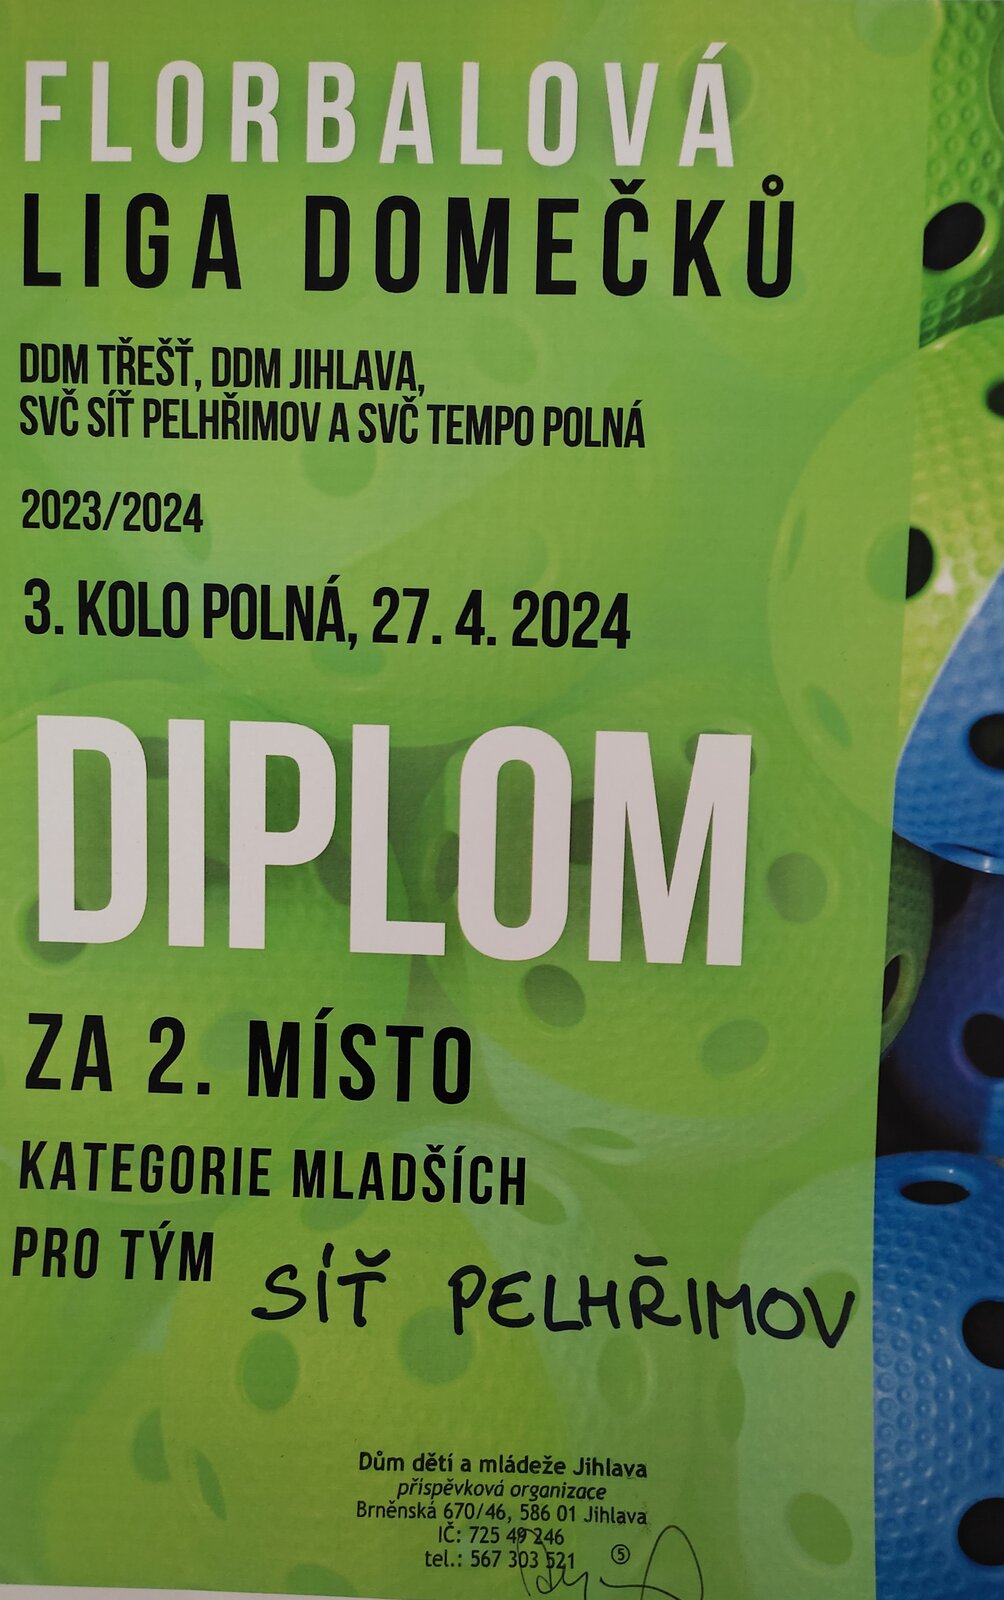 FLORBALOVÁ
LIGA DOMEČKŮ
DDM TŘEŠŤ, DDM JIHLAVA,
SVČ SÍŤ PELHŘIMOV A SVČ TEMPO POLNÁ
2023/2024
3. KOLO POLNÁ, 27. 4. 2024
DIPLOM
ZA 2. MÍSTO
KATEGORIE MLADŠÍCH
PRO TÝM SÍŤ PELHŘIMOV
Dům dětí a mládeže Jihlava
příspěvková organizace
Brněnská 670/46, 586 01 Jihlava
IČ: 725 49 246
tel.: 567 303 521 5